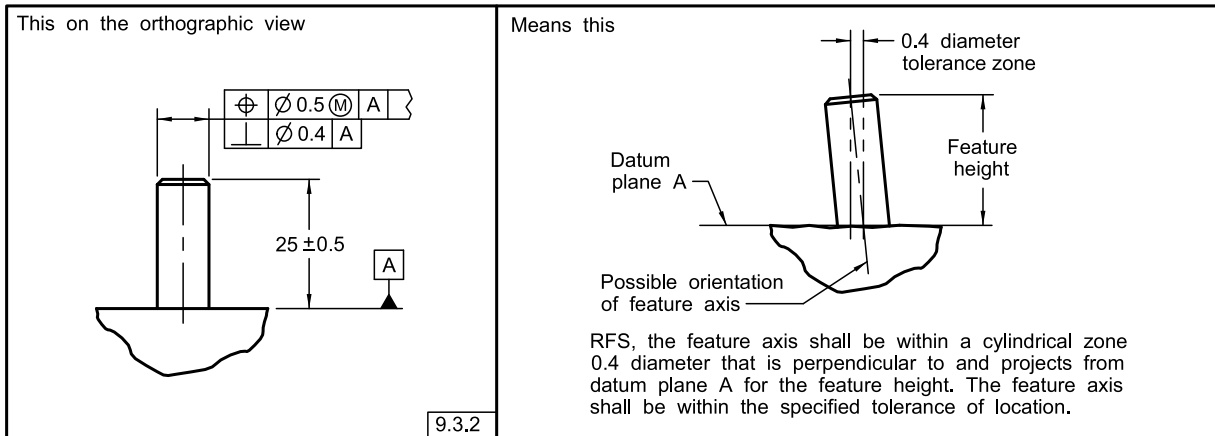 This on the orthographic view
⌖ ⌀ 0.5 Ⓜ A
⟂ ⌀ 0.4 A
25 ±0.5
A
9.3.2
Means this
0.4 diameter
tolerance zone
Feature
height
Datum
plane A
Possible orientation
of feature axis
RFS, the feature axis shall be within a cylindrical zone
0.4 diameter that is perpendicular to and projects from
datum plane A for the feature height. The feature axis
shall be within the specified tolerance of location.